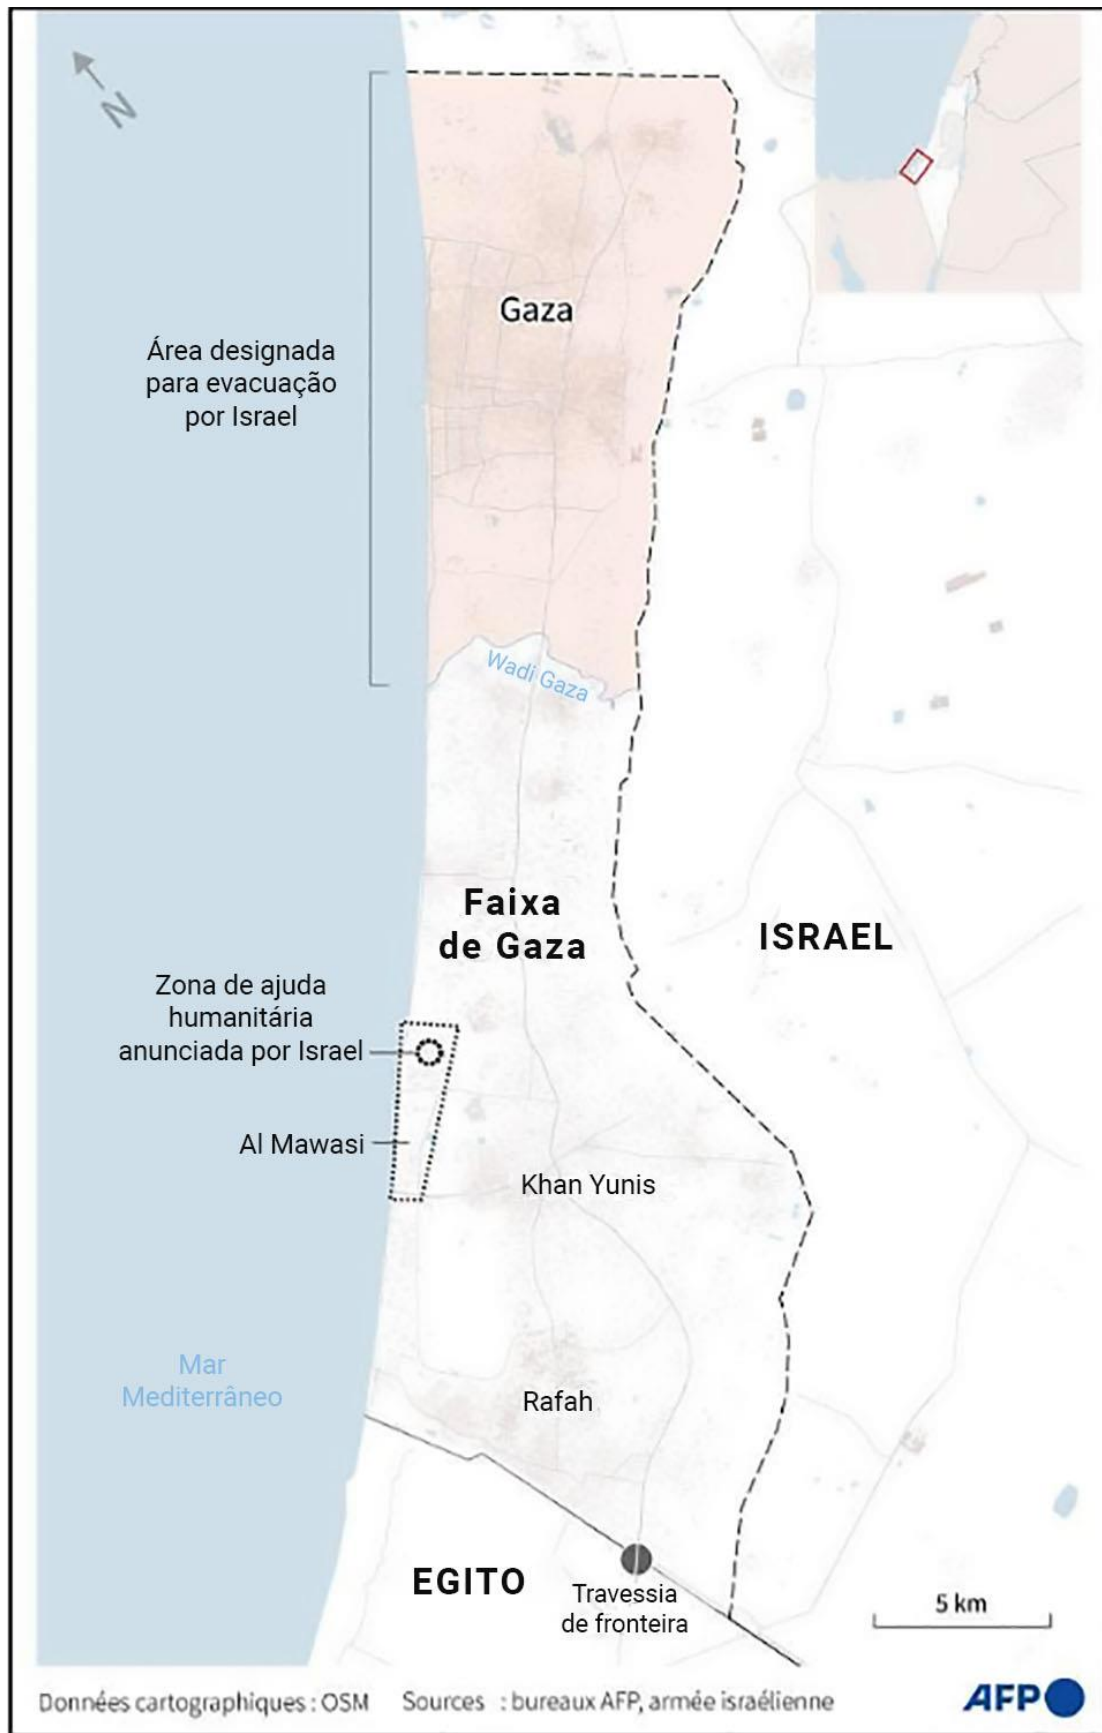 N
Gaza
Área designada
para evacuação
por Israel
Wadi Gaza
Faixa
de Gaza
ISRAEL
Zona de ajuda
humanitária
anunciada por Israel
Al Mawasi
Khan Yunis
Mar
Mediterrâneo
Rafah
EGITO
Travessia
de fronteira
5 km
Données cartographiques : OSM Sources : bureaux AFP, armée israélienne
AFP